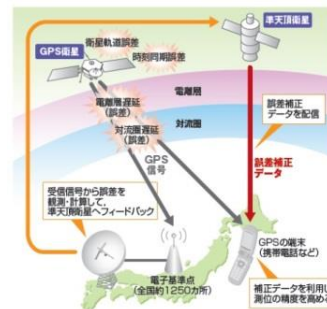 準天頂衛星
GPS衛星
衛星軌道誤差
時刻同期誤差
電離層
電離層遅延
(誤差)
対流圏
対流圏遅延
(誤差)
誤差補正
データを配信
GPS
信号
誤差補正
データ
受信信号から誤差を
観測・計算して,
準天頂衛星へフィードバック
GPSの端末
(携帯電話など)
電子基準点
(全国約1250カ所)
補正データを利用し
測位の精度を高め